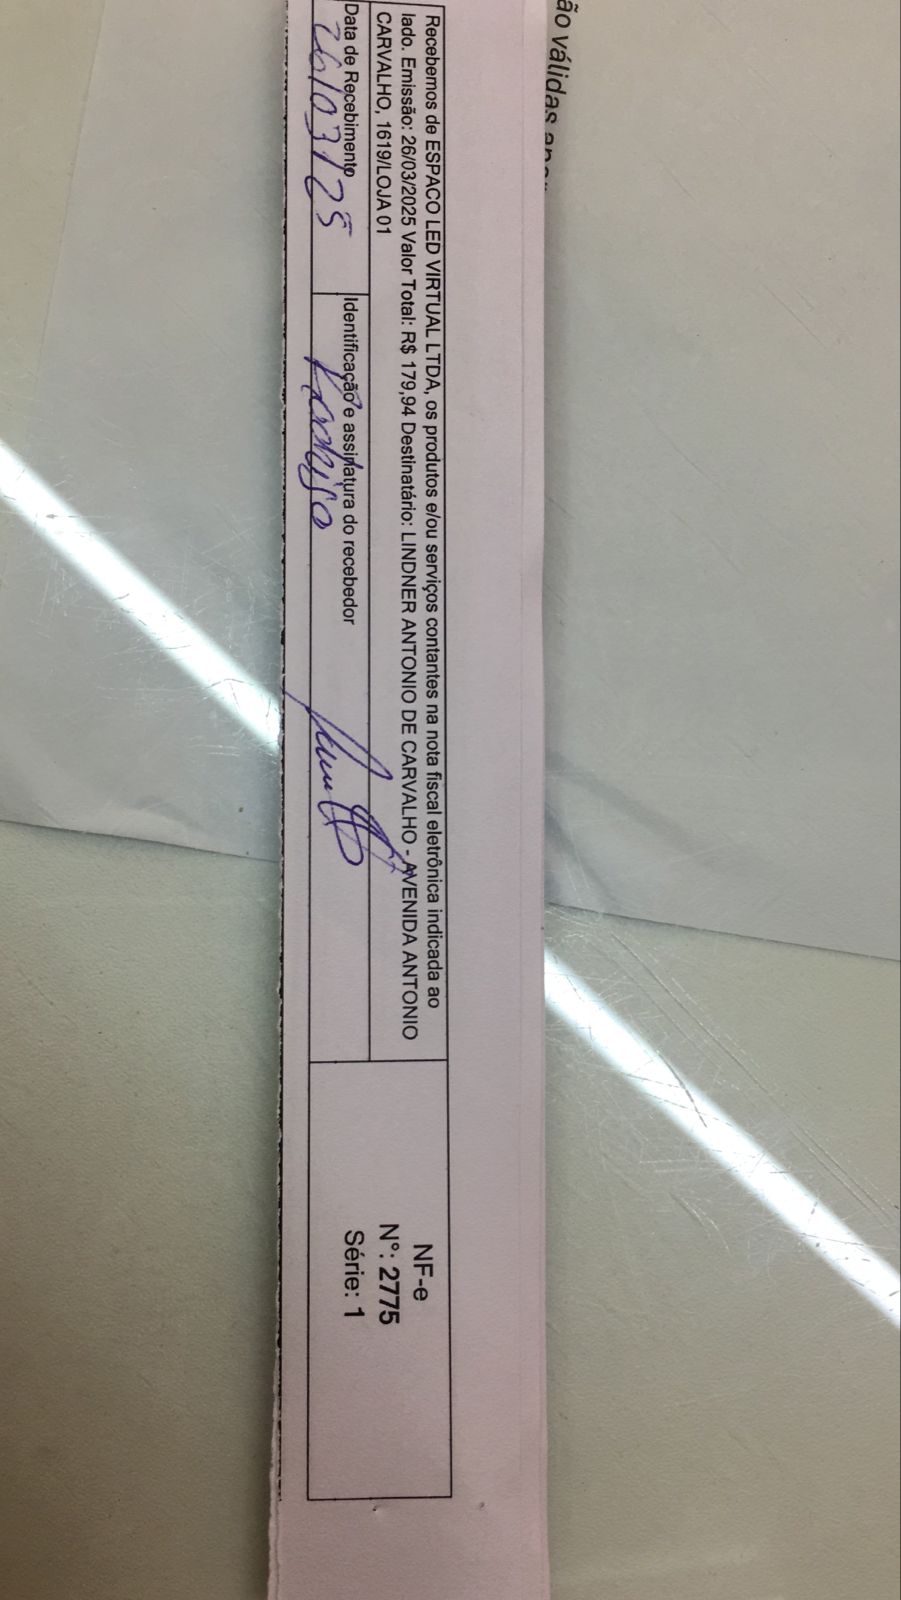 ão válidas
Recebemos de ESPACO LED VIRTUAL LTDA, os produtos e/ou serviços contantes na nota fiscal eletrônica indicada ao
lado. Emissão: 26/03/2025 Valor Total: R$ 179,94 Destinatário: LINDNER ANTONIO DE CARVALHO - AVENIDA ANTONIO
CARVALHO, 1619/LOJA 01
Data de Recebimento
26/03/25
Identificação e assinatura do recebedor
NF-e
Nº: 2775
Série: 1